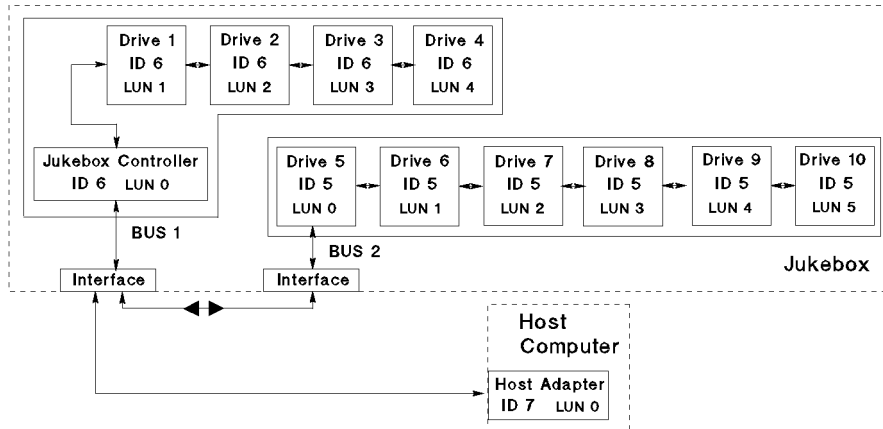 Drive 1
ID 6
LUN 1
Drive 2
ID 6
LUN 2
Drive 3
ID 6
LUN 3
Drive 4
ID 6
LUN 4
Jukebox Controller
ID 6 LUN 0
Drive 5
ID 5
LUN 0
Drive 6
ID 5
LUN 1
Drive 7
ID 5
LUN 2
Drive 8
ID 5
LUN 3
Drive 9
ID 5
LUN 4
Drive 10
ID 5
LUN 5
BUS 1
BUS 2
Interface
Interface
Jukebox
Host
Computer
Host Adapter
ID 7 LUN 0